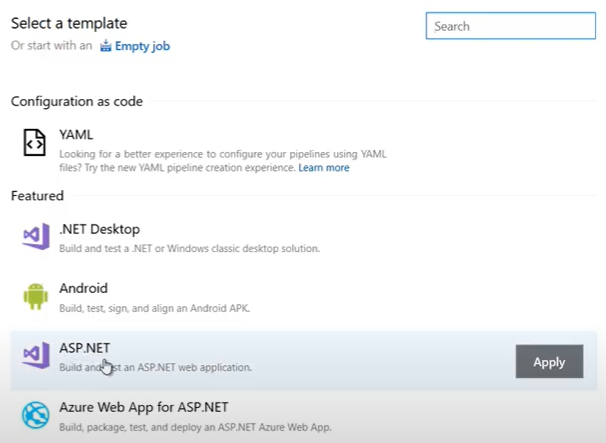 Select a template
Search
Or start with an Empty job
Configuration as code
YAML
Looking for a better experience to configure your pipelines using YAML
files? Try the new YAML pipeline creation experience. Learn more
Featured
.NET Desktop
Build and test a .NET or Windows classic desktop solution.
Android
Build, test, sign, and align an Android APK.
ASP.NET
Build and test an ASP.NET web application.
Apply
Azure Web App for ASP.NET
Build, package, test, and deploy an ASP.NET Azure Web App.